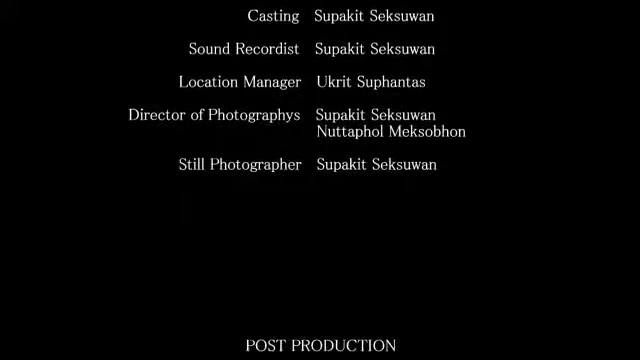 Casting Supakit Seksuwan
Sound Recordist Supakit Seksuwan
Location Manager Ukrit Suphantas
Director of Photographys Supakit Seksuwan
Nuttaphol Meksobhon
Still Photographer Supakit Seksuwan
POST PRODUCTION